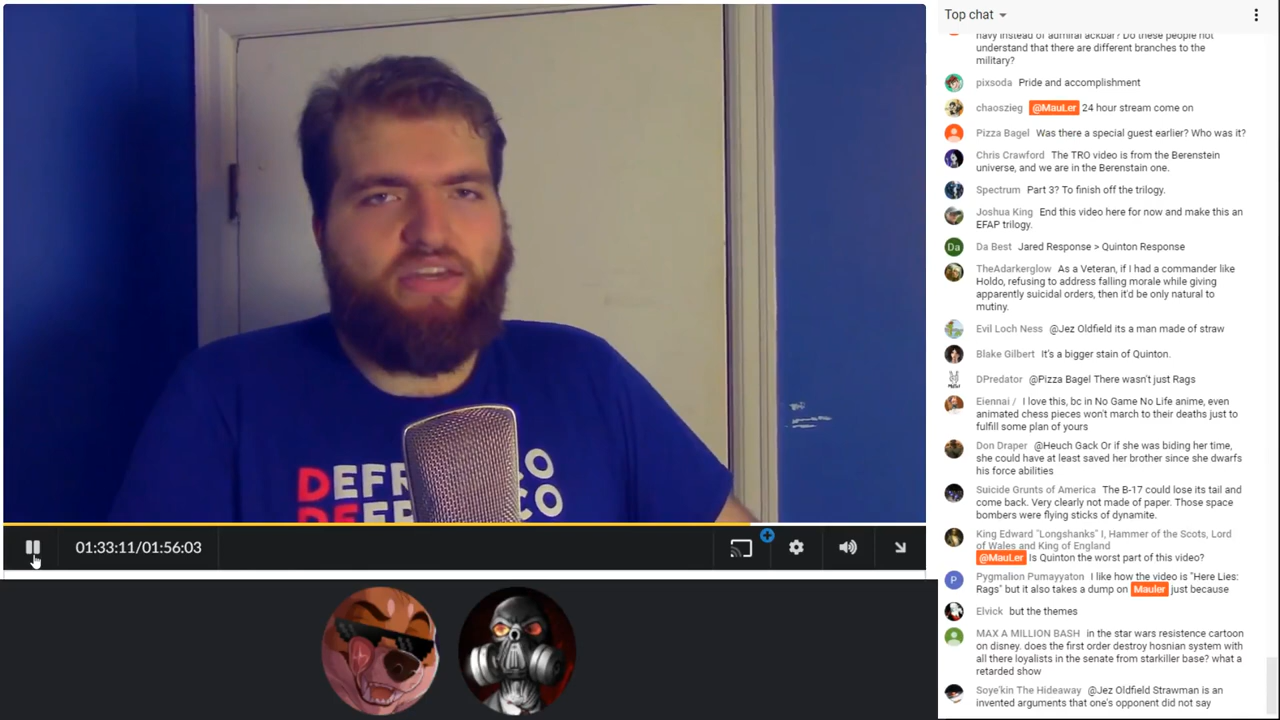 Top chat
navy instead of admiral ackbar? Do these people not
understand that there are different branches to the
military?
pixsoda Pride and accomplishment
chaoszieg @MauLer 24 hour stream come on
Pizza Bagel Was there a special guest earlier? Who was it?
Chris Crawford The TRO video is from the Berenstein
universe, and we are in the Berenstain one.
Spectrum Part 3? To finish off the trilogy.
Joshua King End this video here for now and make this an
EFAP trilogy.
Da
Da Best Jared Response > Quinton Response
TheAdarkerglow As a Veteran, if I had a commander like
Holdo, refusing to address falling morale while giving
apparently suicidal orders, then it'd be only natural to
mutiny.
Evil Loch Ness @Jez Oldfield its a man made of straw
Blake Gilbert It's a bigger stain of Quinton.
DPredator @Pizza Bagel There wasn't just Rags
Eiennai / I love this, bc in No Game No Life anime, even
animated chess pieces won't march to their deaths just to
fulfill some plan of yours
Don Draper @Heuch Gack Or if she was biding her time,
she could have at least saved her brother since she dwarfs
his force abilities
Suicide Grunts of America The B-17 could lose its tail and
come back. Very clearly not made of paper. Those space
bombers were flying sticks of dynamite.
King Edward "Longshanks" I, Hammer of the Scots, Lord
of Wales and King of England
@MauLer Is Quinton the worst part of this video?
P
Pygmalion Pumayyaton I like how the video is "Here Lies:
Rags" but it also takes a dump on Mauler just because
Elvick but the themes
MAX A MILLION BASH in the star wars resistence cartoon
on disney. does the first order destroy hosnian system with
all there loyalists in the senate from starkiller base? what a
retarded show
Soye'kin The Hideaway @Jez Oldfield Strawman is an
invented arguments that one's opponent did not say
DEFR CO
CO
01:33:11/01:56:03